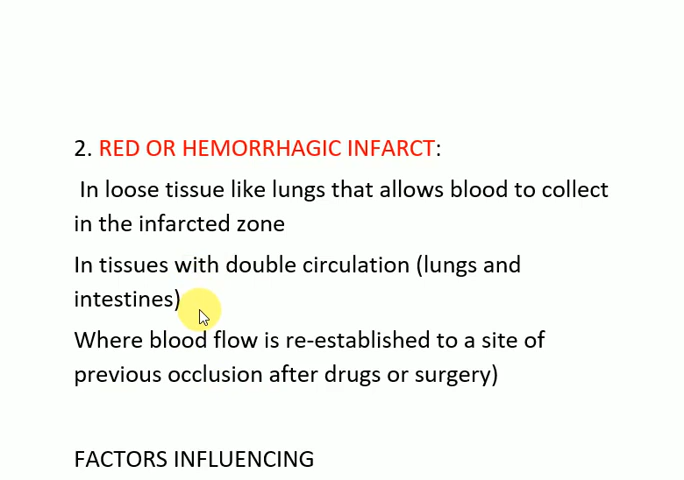 2. RED OR HEMORRHAGIC INFARCT:
In loose tissue like lungs that allows blood to collect
in the infarcted zone
In tissues with double circulation (lungs and
intestines)
Where blood flow is re-established to a site of
previous occlusion after drugs or surgery)
FACTORS INFLUENCING